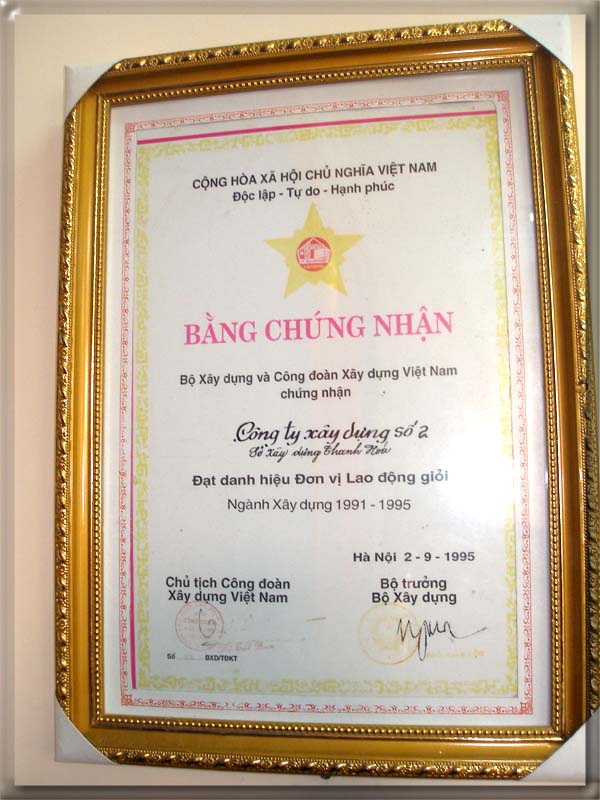 CỘNG HÒA XÃ HỘI CHỦ NGHĨA VIỆT NAM
Độc lập - Tự do - Hạnh phúc
BẰNG CHỨNG NHẬN
Bộ Xây dựng và Công đoàn Xây dựng Việt Nam
chứng nhận
Công ty xây dựng số 2
Sở Xây dựng Thanh Hoá
Đạt danh hiệu Đơn vị Lao động giỏi
Ngành Xây dựng 1991 - 1995
Hà Nội 2 - 9 - 1995
Chủ tịch Công đoàn
Xây dựng Việt Nam
Bộ trưởng
Bộ Xây dựng
Số BXD/TĐKT